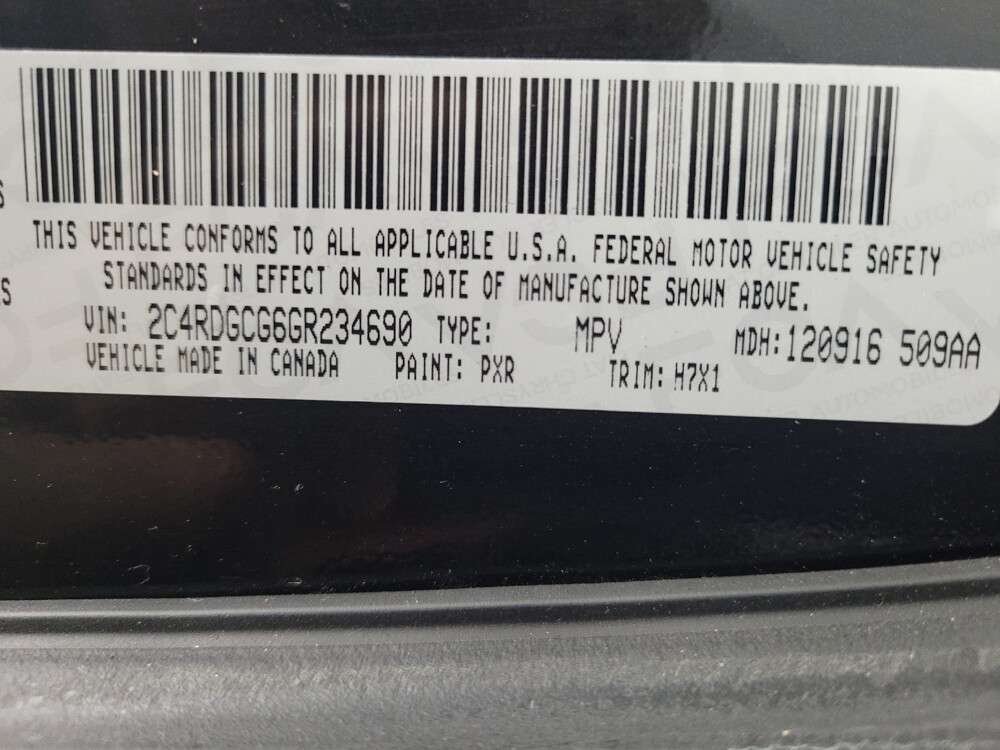 S
THIS VEHICLE CONFORMS TO ALL APPLICABLE U.S.A. FEDERAL MOTOR VEHICLE SAFETY
ES STANDARDS IN EFFECT ON THE DATE OF MANUFACTURE SHOWN ABOVE.
VIN: 2C4RDGCG6GR234690 TYPE: MPV MDH:120916 509AA
VEHICLE MADE IN CANADA PAINT: PXR TRIM: H7X1